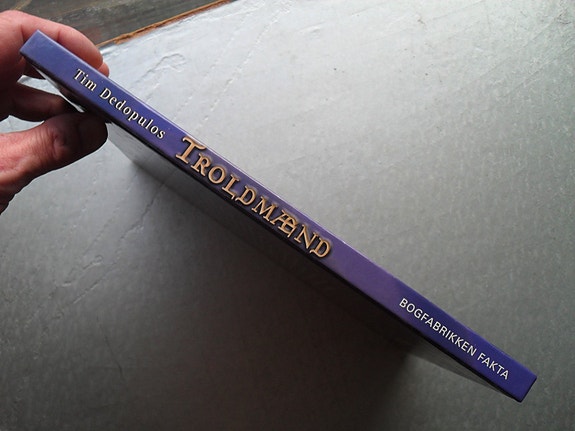 Tim Dedopulos
TROLDMÆND
BOGFABRIKKEN FAKTA